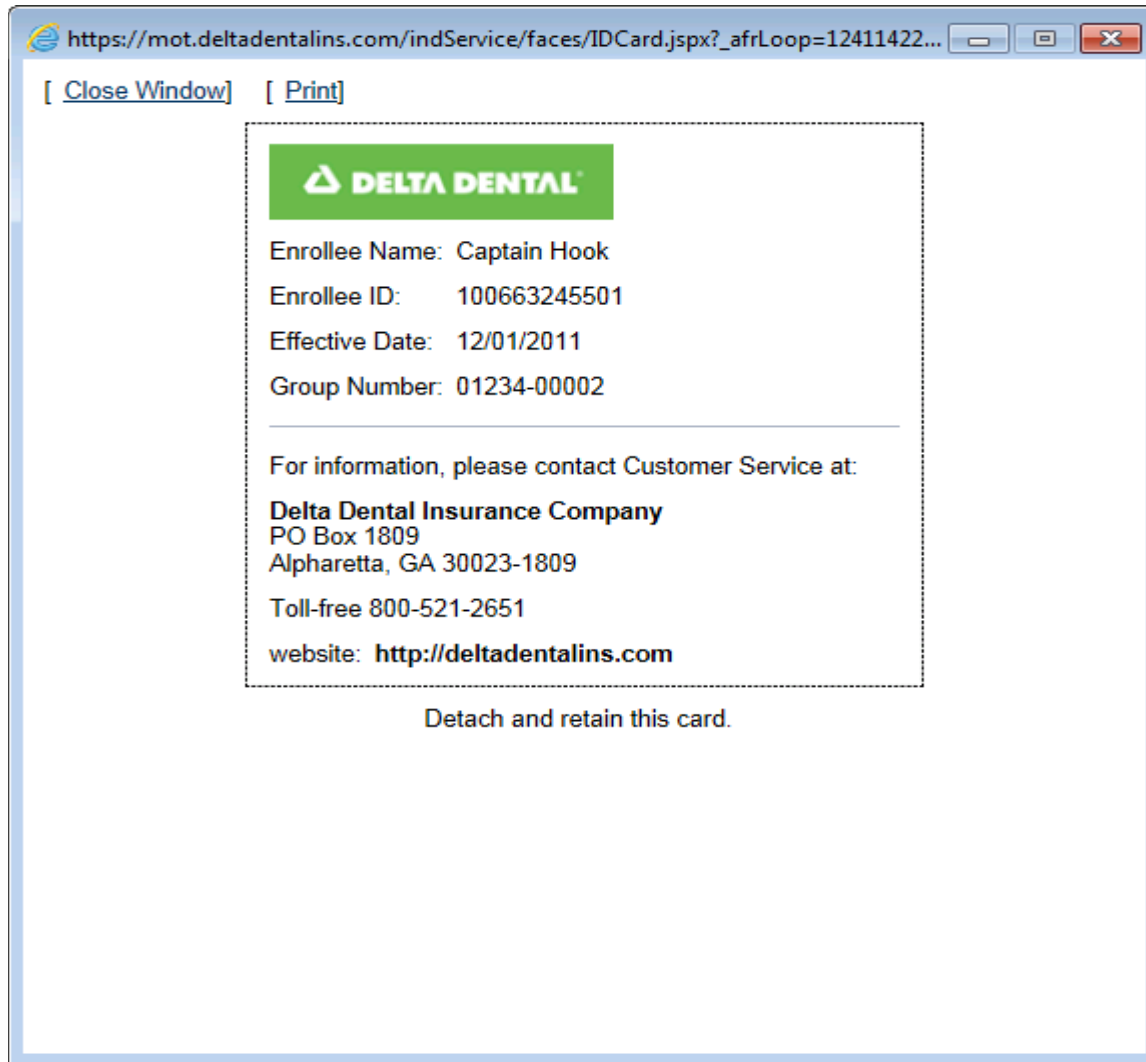 https://mot.deltadentalins.com/indService/faces/IDCard.jspx?_afrLoop=12411422...
[ Close Window] [ Print]
DELTA DENTAL®
Enrollee Name: Captain Hook
Enrollee ID: 100663245501
Effective Date: 12/01/2011
Group Number: 01234-00002
For information, please contact Customer Service at:
Delta Dental Insurance Company
PO Box 1809
Alpharetta, GA 30023-1809
Toll-free 800-521-2651
website: http://deltadentalins.com
Detach and retain this card.